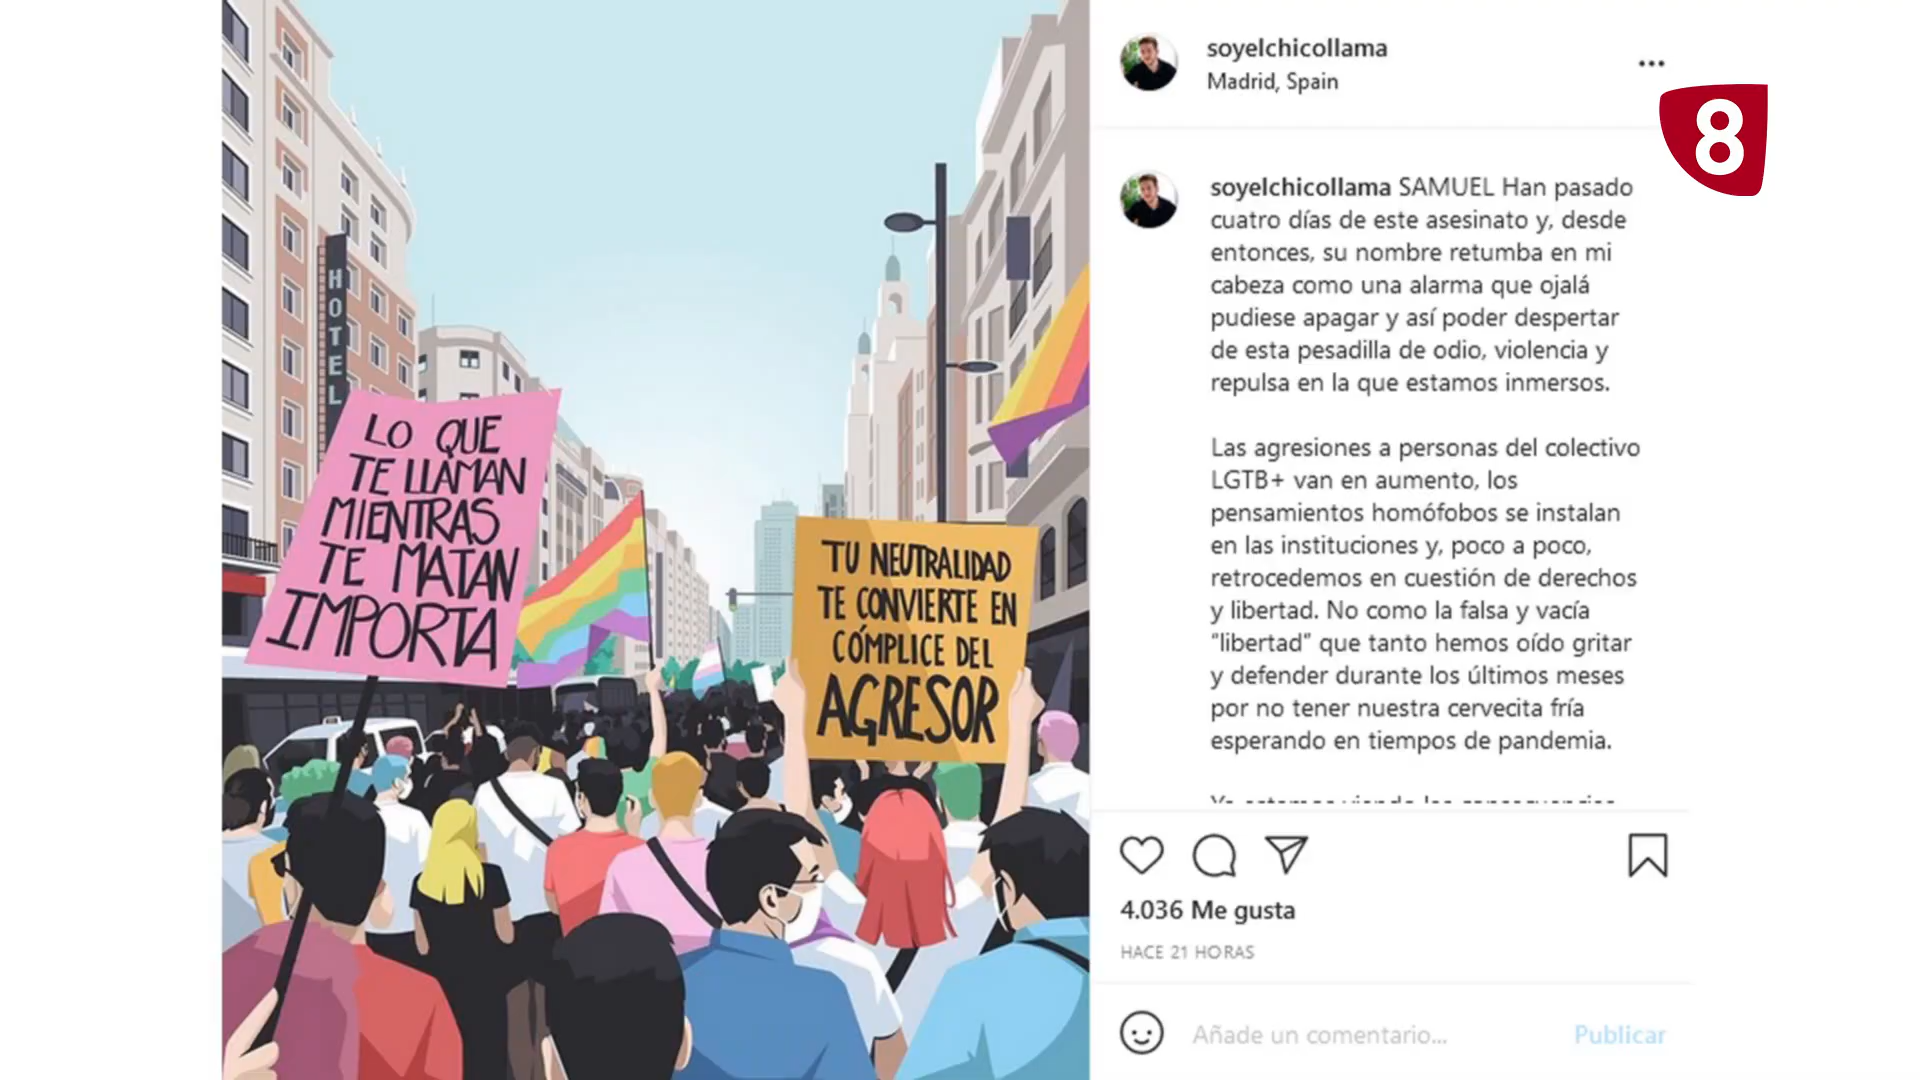 HOTEL
LO QUE
TE LLAMAN
MIENTRAS
TE MATAN
IMPORTA
TU NEUTRALIDAD
TE CONVIERTE EN
CÓMPLICE DEL
AGRESOR
soyelchicollama
Madrid, Spain
8
soyelchicollama SAMUEL Han pasado
cuatro días de este asesinato y, desde
entonces, su nombre retumba en mi
cabeza como una alarma que ojalá
pudiese apagar y así poder despertar
de esta pesadilla de odio, violencia y
repulsa en la que estamos inmersos.
Las agresiones a personas del colectivo
LGTB+ van en aumento, los
pensamientos homófobos se instalan
en las instituciones y, poco a poco,
retrocedemos en cuestión de derechos
y libertad. No como la falsa y vacía
"libertad" que tanto hemos oído gritar
y defender durante los últimos meses
por no tener nuestra cervecita fría
esperando en tiempos de pandemia.
4.036 Me gusta
HACE 21 HORAS
Añade un comentario...
Publicar